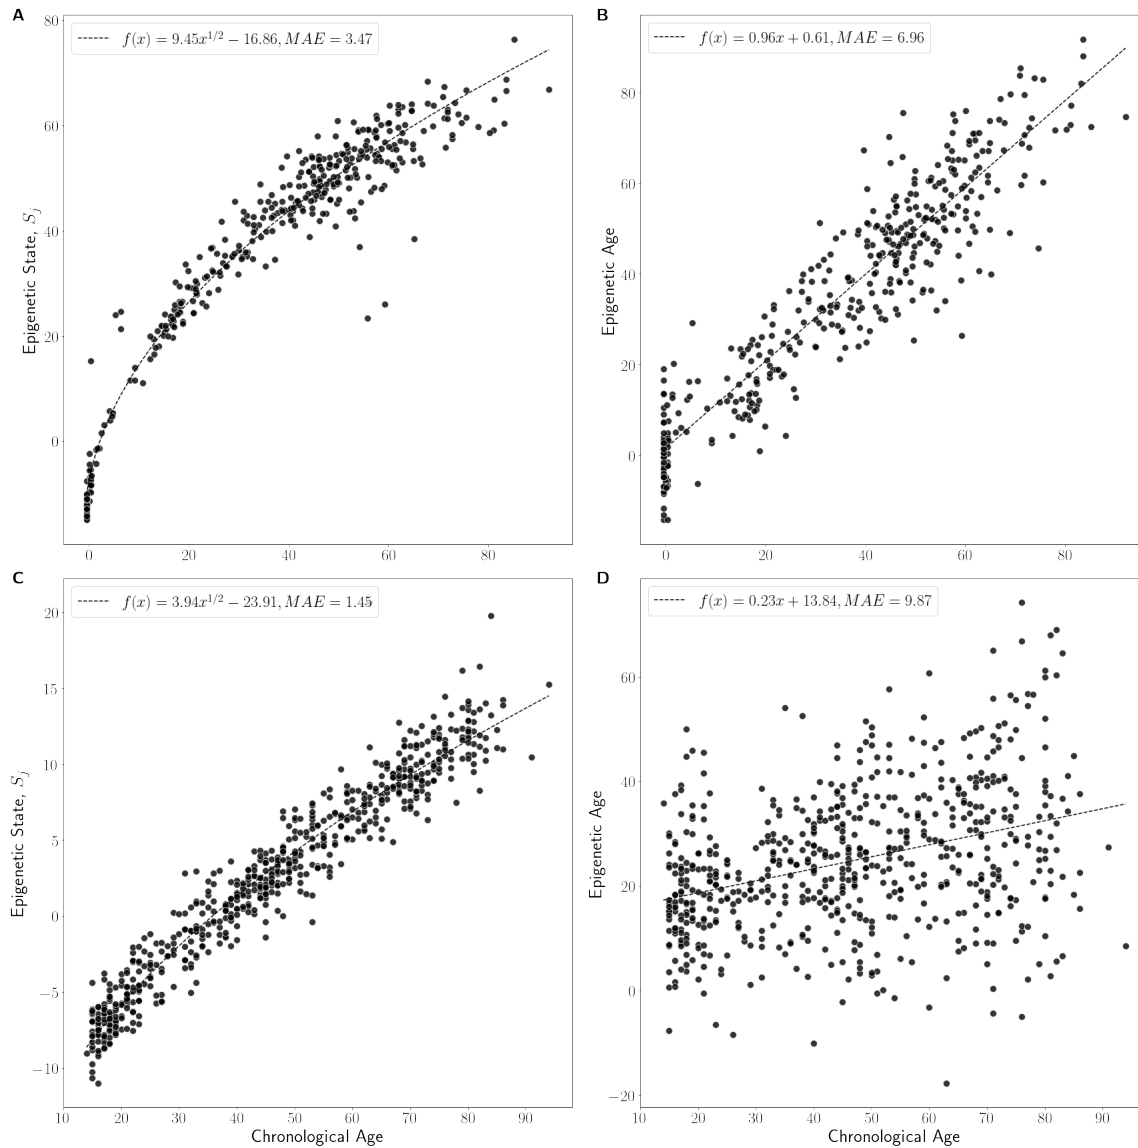 A
f(x) = 9.45x^{1/2} − 16.86, MAE = 3.47
80
60
40
20
0
Epigenetic State, S_j
0 20 40 60 80
B
f(x) = 0.96x + 0.61, MAE = 6.96
80
60
40
20
0
Epigenetic Age
0 20 40 60 80
C
f(x) = 3.94x^{1/2} − 23.91, MAE = 1.45
20
15
10
5
0
−5
−10
Epigenetic State, S_j
10 20 30 40 50 60 70 80 90
Chronological Age
D
f(x) = 0.23x + 13.84, MAE = 9.87
60
40
20
0
−20
Epigenetic Age
10 20 30 40 50 60 70 80 90
Chronological Age